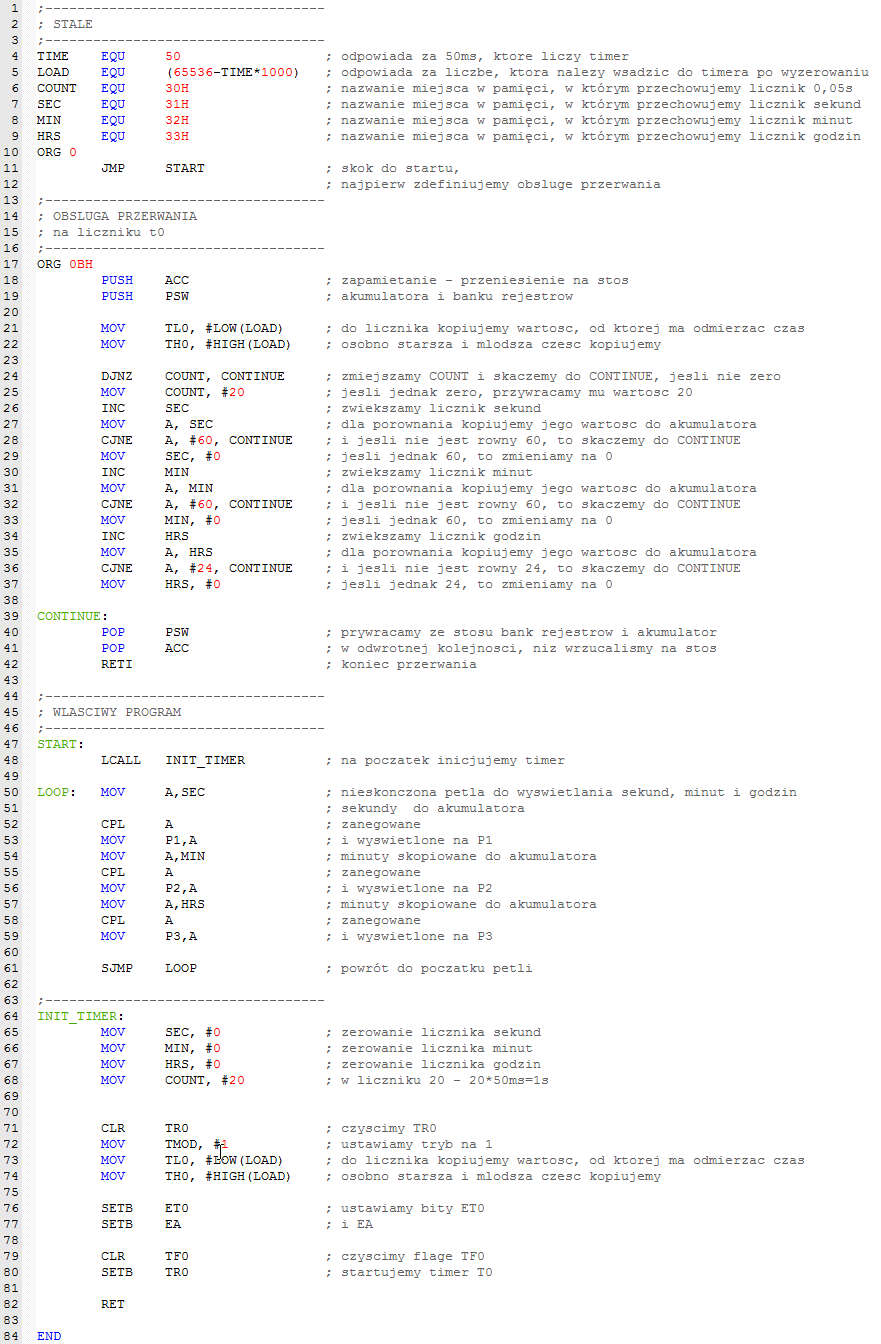 1 ;-----------------------------------
2 ; STALE
3 ;-----------------------------------
4 TIME EQU 50 ; odpowiada za 50ms, ktore liczy timer
5 LOAD EQU (65536-TIME*1000) ; odpowiada za liczbe, ktora nalezy wsadzic do timera po wyzerowaniu
6 COUNT EQU 30H ; nazwanie miejsca w pamięci, w którym przechowujemy licznik 0,05s
7 SEC EQU 31H ; nazwanie miejsca w pamięci, w którym przechowujemy licznik sekund
8 MIN EQU 32H ; nazwanie miejsca w pamięci, w którym przechowujemy licznik minut
9 HRS EQU 33H ; nazwanie miejsca w pamięci, w którym przechowujemy licznik godzin
10 ORG 0
11 JMP START ; skok do startu,
12 ; najpierw zdefiniujemy obsluge przerwania
13 ;-----------------------------------
14 ; OBSLUGA PRZERWANIA
15 ; na liczniku t0
16 ;-----------------------------------
17 ORG 0BH
18 PUSH ACC ; zapamietanie - przeniesienie na stos
19 PUSH PSW ; akumulatora i banku rejestrow
20
21 MOV TL0, #LOW(LOAD) ; do licznika kopiujemy wartosc, od ktorej ma odmierzac czas
22 MOV TH0, #HIGH(LOAD) ; osobno starsza i mlodsza czesc kopiujemy
23
24 DJNZ COUNT, CONTINUE ; zmiejszamy COUNT i skaczemy do CONTINUE, jesli nie zero
25 MOV COUNT, #20 ; jesli jednak zero, przywracamy mu wartosc 20
26 INC SEC ; zwiekszamy licznik sekund
27 MOV A, SEC ; dla porownania kopiujemy jego wartosc do akumulatora
28 CJNE A, #60, CONTINUE ; i jesli nie jest rowny 60, to skaczemy do CONTINUE
29 MOV SEC, #0 ; jesli jednak 60, to zmieniamy na 0
30 INC MIN ; zwiekszamy licznik minut
31 MOV A, MIN ; dla porownania kopiujemy jego wartosc do akumulatora
32 CJNE A, #60, CONTINUE ; i jesli nie jest rowny 60, to skaczemy do CONTINUE
33 MOV MIN, #0 ; jesli jednak 60, to zmieniamy na 0
34 INC HRS ; zwiekszamy licznik godzin
35 MOV A, HRS ; dla porownania kopiujemy jego wartosc do akumulatora
36 CJNE A, #24, CONTINUE ; i jesli nie jest rowny 24, to skaczemy do CONTINUE
37 MOV HRS, #0 ; jesli jednak 24, to zmieniamy na 0
38
39 CONTINUE:
40 POP PSW ; prywracamy ze stosu bank rejestrow i akumulator
41 POP ACC ; w odwrotnej kolejnosci, niz wrzucalismy na stos
42 RETI ; koniec przerwania
43
44 ;-----------------------------------
45 ; WLASCIWY PROGRAM
46 ;-----------------------------------
47 START:
48 LCALL INIT_TIMER ; na poczatek inicjujemy timer
49
50 LOOP: MOV A,SEC ; nieskonczona petla do wyswietlania sekund, minut i godzin
51 ; sekundy do akumulatora
52 CPL A ; zanegowane
53 MOV P1,A ; i wyswietlone na P1
54 MOV A,MIN ; minuty skopiowane do akumulatora
55 CPL A ; zanegowane
56 MOV P2,A ; i wyswietlone na P2
57 MOV A,HRS ; minuty skopiowane do akumulatora
58 CPL A ; zanegowane
59 MOV P3,A ; i wyswietlone na P3
60
61 SJMP LOOP ; powrót do poczatku petli
62
63 ;-----------------------------------
64 INIT_TIMER:
65 MOV SEC, #0 ; zerowanie licznika sekund
66 MOV MIN, #0 ; zerowanie licznika minut
67 MOV HRS, #0 ; zerowanie licznika godzin
68 MOV COUNT, #20 ; w liczniku 20 - 20*50ms=1s
69
70
71 CLR TR0 ; czyscimy TR0
72 MOV TMOD, #1 ; ustawiamy tryb na 1
73 MOV TL0, #LOW(LOAD) ; do licznika kopiujemy wartosc, od ktorej ma odmierzac czas
74 MOV TH0, #HIGH(LOAD) ; osobno starsza i mlodsza czesc kopiujemy
75
76 SETB ET0 ; ustawiamy bity ET0
77 SETB EA ; i EA
78
79 CLR TF0 ; czyscimy flage TF0
80 SETB TR0 ; startujemy timer T0
81
82 RET
83
84 END